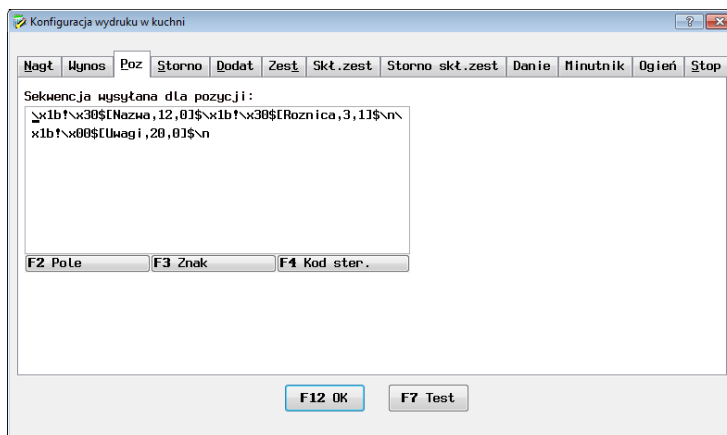 Konfiguracja wydruku w kuchni
Nagł Wynos Poz Storno Dodat Zest Skł.zest Storno skł.zest Danie Minutnik Ogień Stop
Sekwencja wysyłana dla pozycji:
\x1b!\x30$[Nazwa,12,0]$\x1b!\x30$[Roznica,3,1]$\n\
x1b!\x00$[Uwagi,20,0]$\n
F2 Pole F3 Znak F4 Kod ster.
F12 OK F7 Test